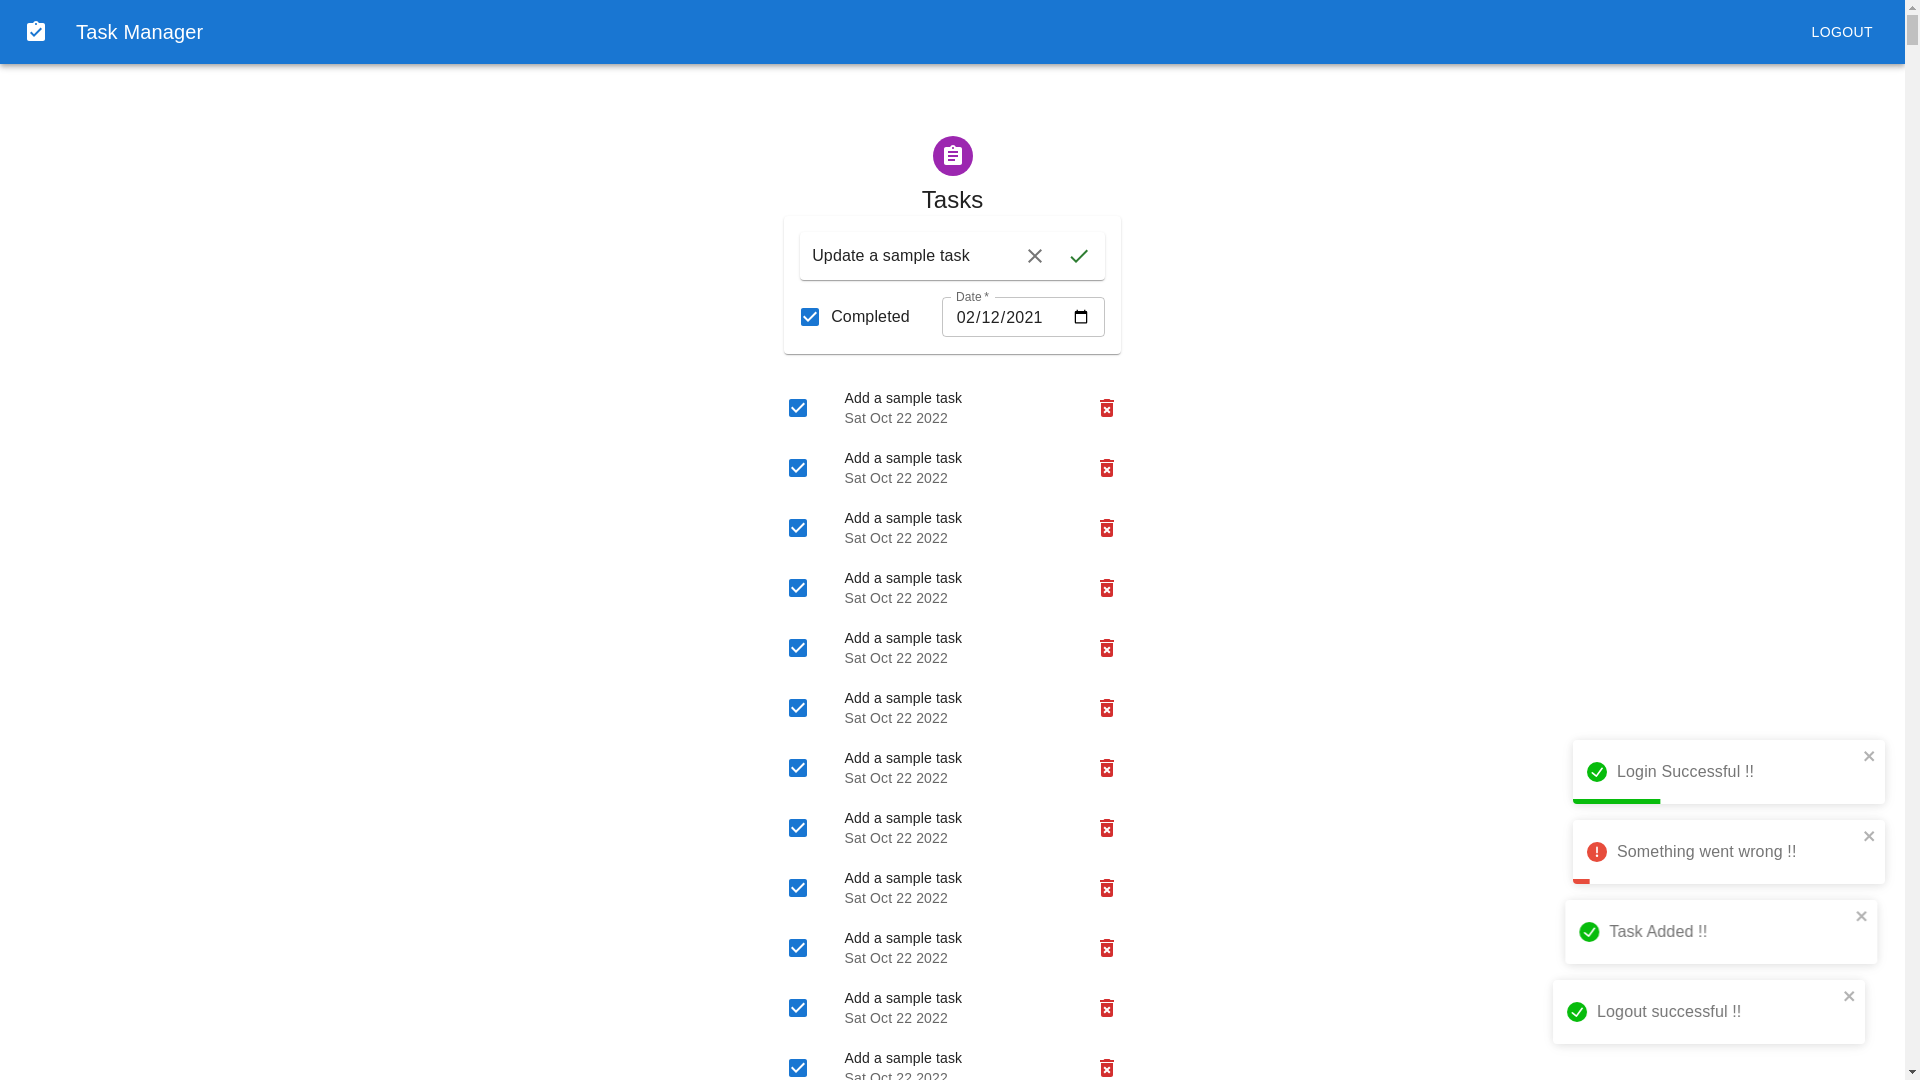 Task Manager
LOGOUT
Tasks
Update a sample task
Completed
Date *
02/12/2021
Add a sample task
Sat Oct 22 2022
Add a sample task
Sat Oct 22 2022
Add a sample task
Sat Oct 22 2022
Add a sample task
Sat Oct 22 2022
Add a sample task
Sat Oct 22 2022
Add a sample task
Sat Oct 22 2022
Add a sample task
Sat Oct 22 2022
Add a sample task
Sat Oct 22 2022
Add a sample task
Sat Oct 22 2022
Add a sample task
Sat Oct 22 2022
Add a sample task
Sat Oct 22 2022
Add a sample task
Sat Oct 22 2022
Login Successful !!
Something went wrong !!
Task Added !!
Logout successful !!